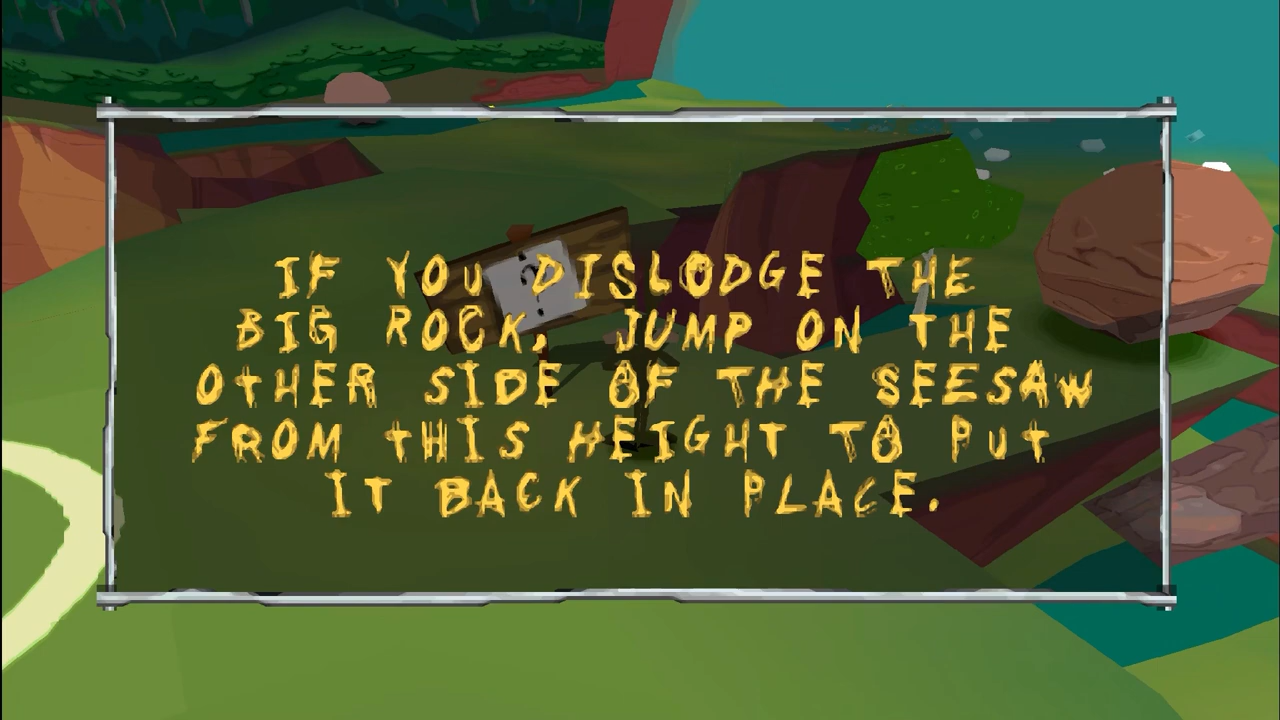 IF YOU DISLODGE THE
BIG ROCK, JUMP ON THE
OTHER SIDE OF THE SEESAW
FROM THIS HEIGHT TO PUT
IT BACK IN PLACE.